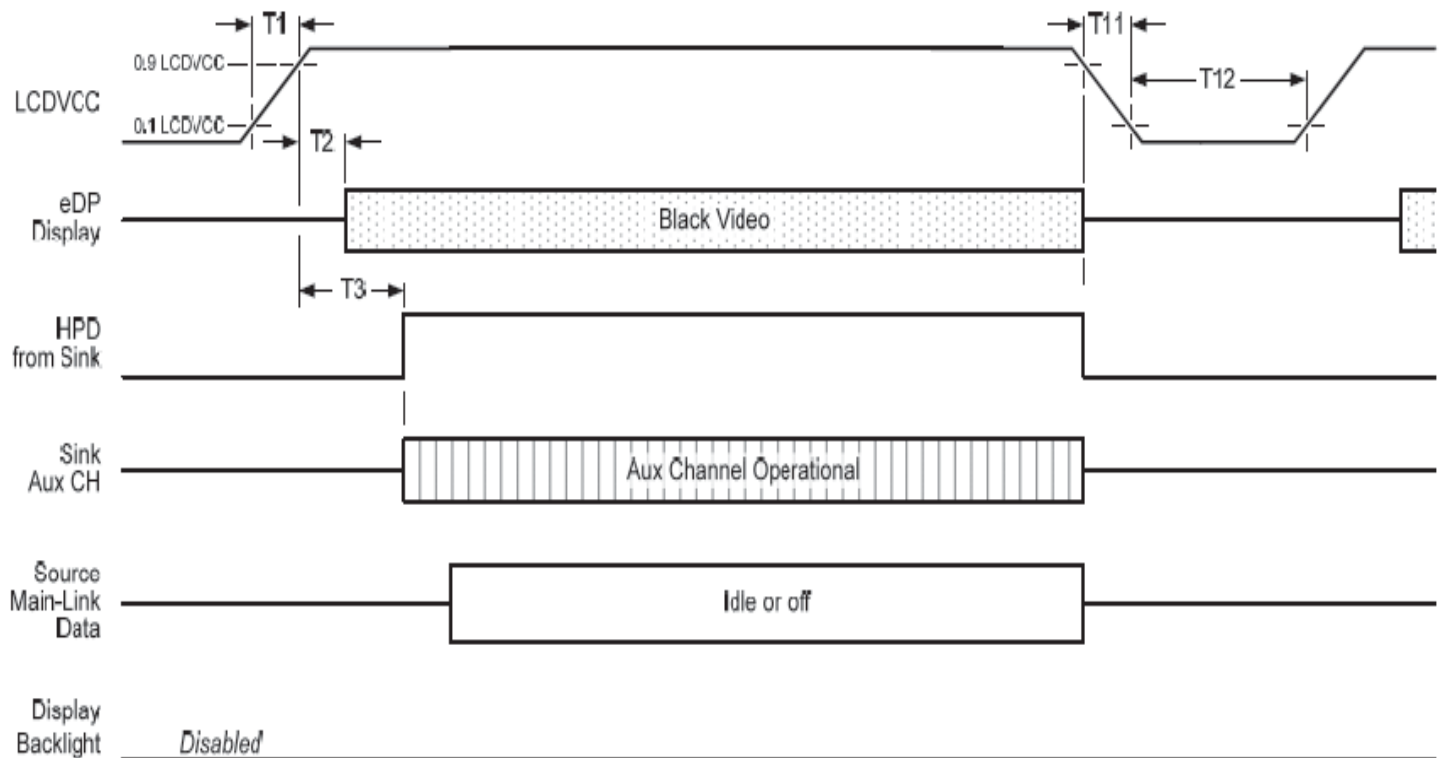 T1
T11
0.9 LCDVCC
T12
LCDVCC
0.1 LCDVCC
T2
eDP
Display
Black Video
T3
HPD
from Sink
Sink
Aux CH
Aux Channel Operational
Source
Main-Link
Data
Idle or off
Display
Backlight
Disabled